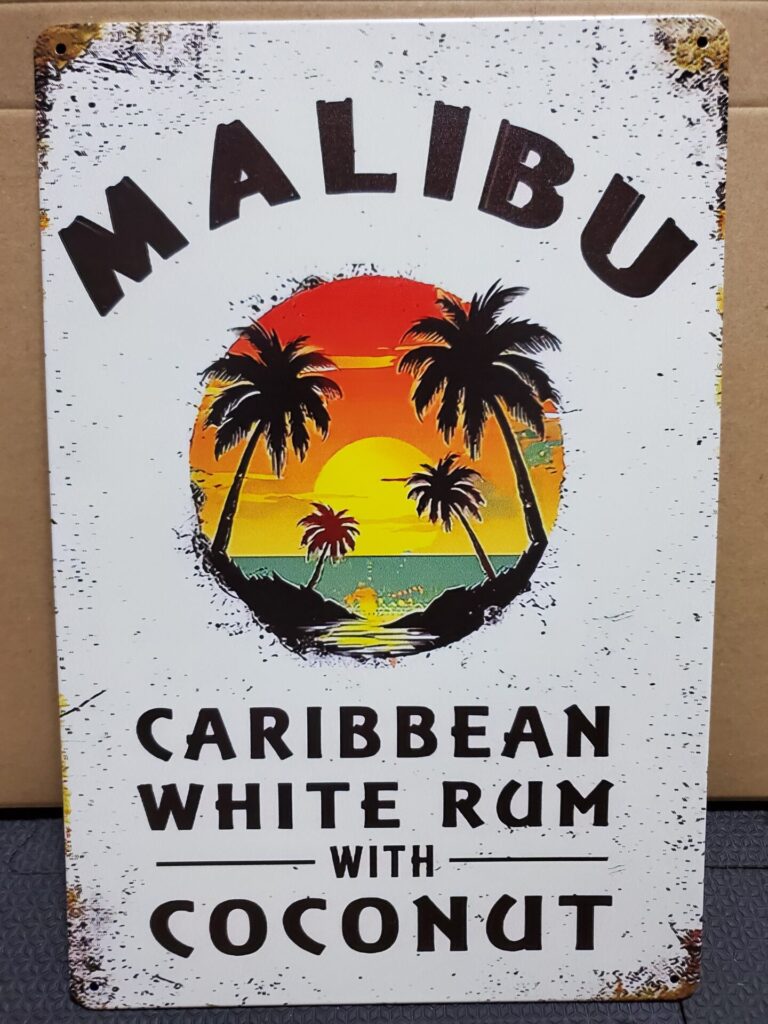 MALIBU
CARIBBEAN
WHITE RUM
WITH
COCONUT